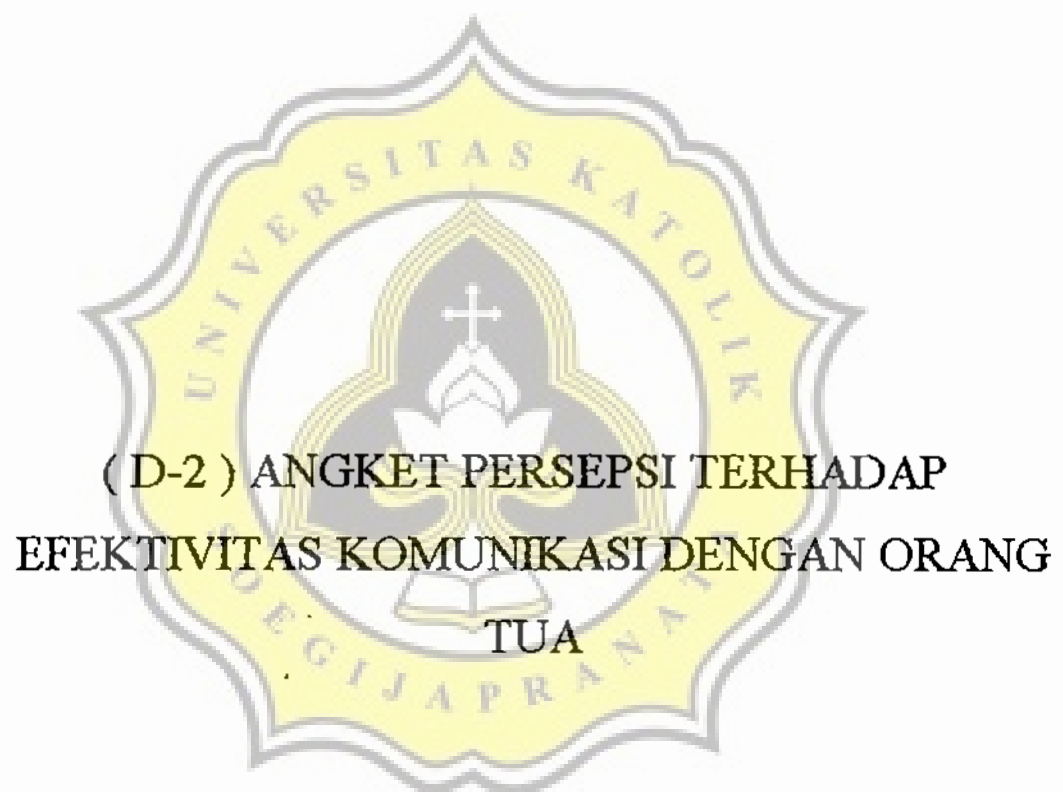 UNIVERSITAS KATOLIK
( D-2 ) ANGKET PERSEPSI TERHADAP
EFEKTIVITAS KOMUNIKASI DENGAN ORANG
TUA
SOEGIJAPRANATA